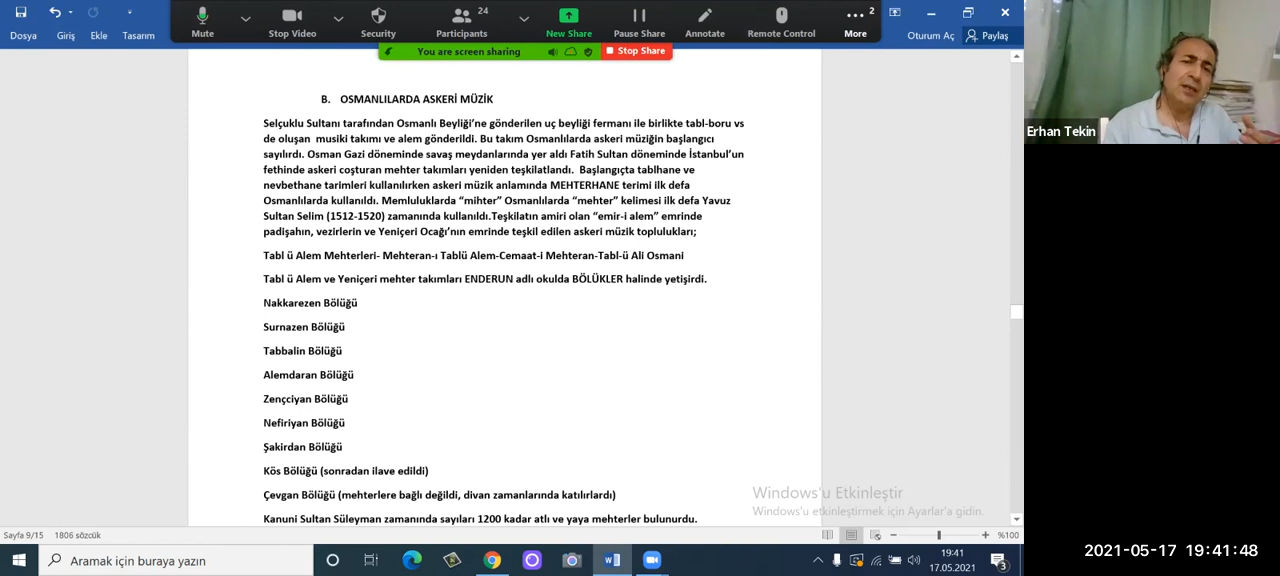 24
2
Mute
Stop Video
Security
Participants
New Share
Pause Share
Annotate
Remote Control
More
Dosya
Giriş
Ekle
Tasarım
Oturum Aç
Paylaş
You are screen sharing
Stop Share
B. OSMANLILARDA ASKERİ MÜZİK
Selçuklu Sultanı tarafından Osmanlı Beyliği'ne gönderilen uç beyliği fermanı ile birlikte tabl-boru vs
de oluşan musiki takımı ve alem gönderildi. Bu takım Osmanlılarda askeri müziğin başlangıcı
sayılırdı. Osman Gazi döneminde savaş meydanlarında yer aldı Fatih Sultan döneminde İstanbul'un
fethinde askeri coşturan mehter takımları yeniden teşkilatlandı. Başlangıçta tablhane ve
nevbethane tarimleri kullanılırken askeri müzik anlamında MEHTERHANE terimi ilk defa
Osmanlılarda kullanıldı. Memluluklarda “mihter” Osmanlılarda “mehter” kelimesi ilk defa Yavuz
Sultan Selim (1512-1520) zamanında kullanıldı.Teşkilatın amiri olan “emir-i alem” emrinde
padişahın, vezirlerin ve Yeniçeri Ocağı'nın emrinde teşkil edilen askeri müzik toplulukları;
Tabl ü Alem Mehterleri- Mehteran-ı Tablü Alem-Cemaat-i Mehteran-Tabl-ü Ali Osmani
Tabl ü Alem ve Yeniçeri mehter takımları ENDERUN adlı okulda BÖLÜKLER halinde yetişirdi.
Nakkarezen Bölüğü
Surnazen Bölüğü
Tabbalin Bölüğü
Alemdaran Bölüğü
Zençciyan Bölüğü
Nefiriyan Bölüğü
Şakirdan Bölüğü
Kös Bölüğü (sonradan ilave edildi)
Çevgan Bölüğü (mehterlere bağlı değildi, divan zamanlarında katılırlardı)
Kanuni Sultan Süleyman zamanında sayıları 1200 kadar atlı ve yaya mehterler bulunurdu.
Windows'u Etkinleştir
Windows'u etkinleştirmek için Ayarlar'a gidin.
Erhan Tekin
Sayfa 9/15
1806 sözcük
%100
Aramak için buraya yazın
19:41
17.05.2021
3
2021-05-17 19:41:48